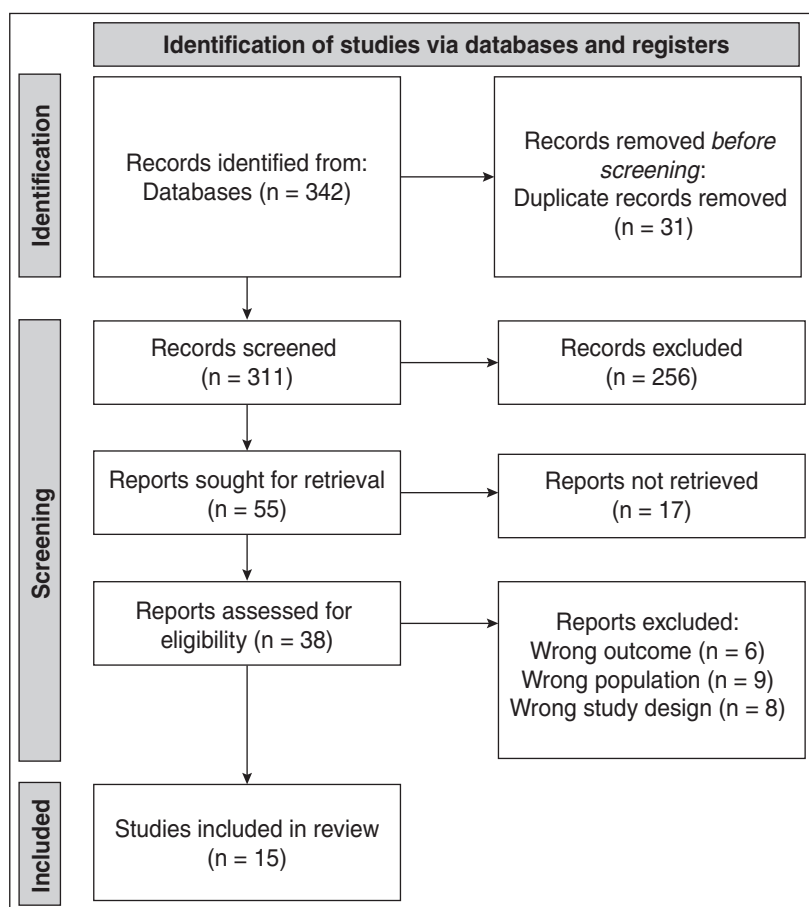 Identification of studies via databases and registers
Identification
Records identified from:
Databases (n = 342)
Records removed before
screening:
Duplicate records removed
(n = 31)
Screening
Records screened
(n = 311)
Records excluded
(n = 256)
Reports sought for retrieval
(n = 55)
Reports not retrieved
(n = 17)
Reports assessed for
eligibility (n = 38)
Reports excluded:
Wrong outcome (n = 6)
Wrong population (n = 9)
Wrong study design (n = 8)
Included
Studies included in review
(n = 15)